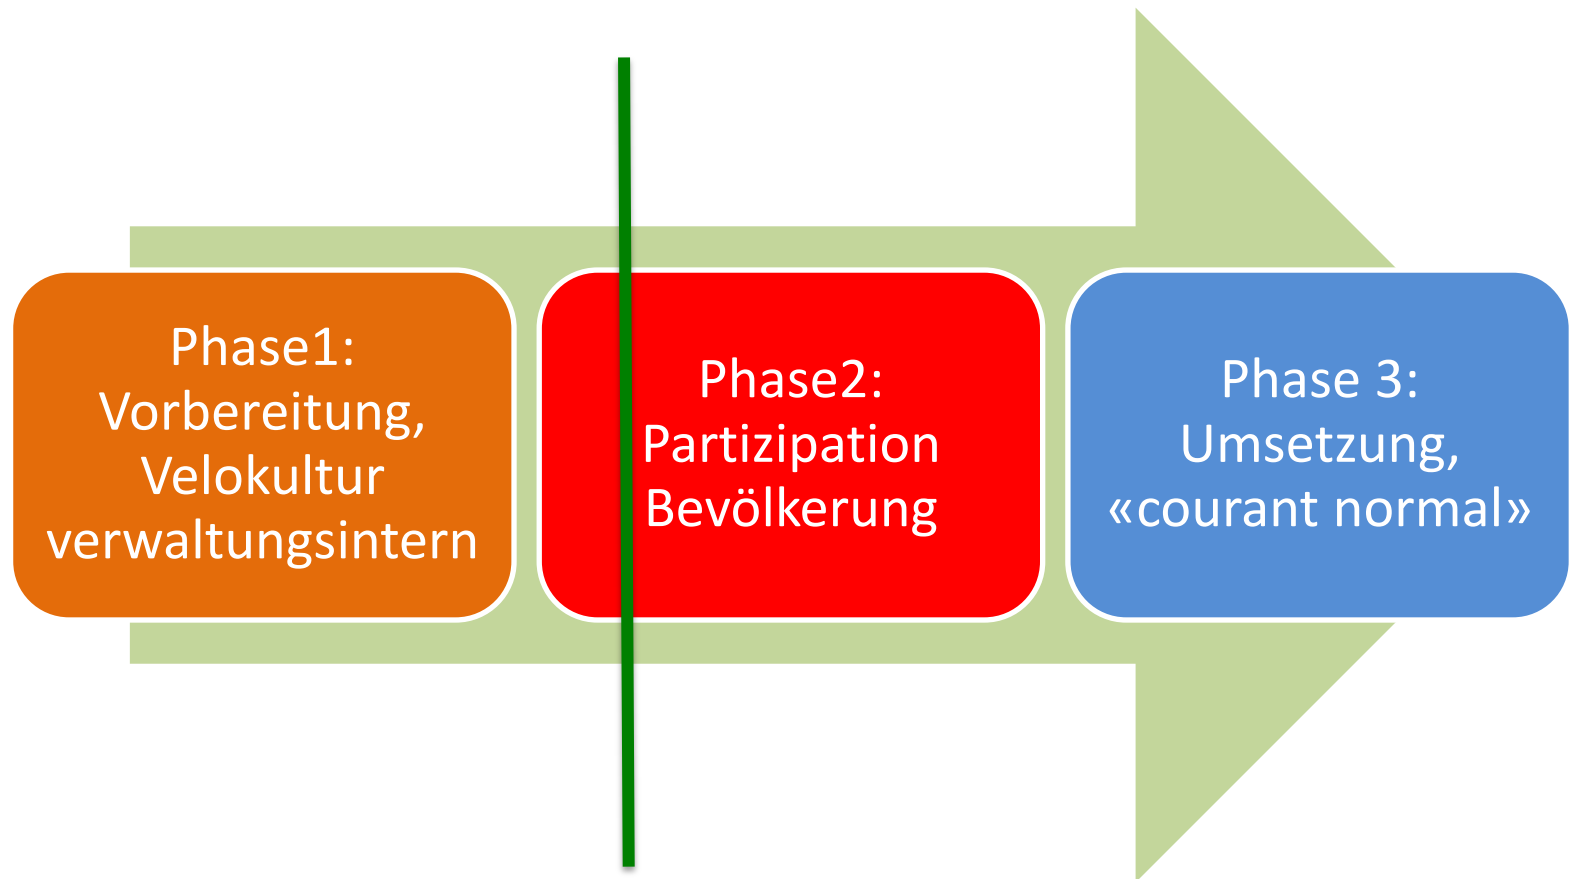 Phase1:
Vorbereitung,
Velokultur
verwaltungsintern
Phase2:
Partizipation
Bevölkerung
Phase 3:
Umsetzung,
«courant normal»